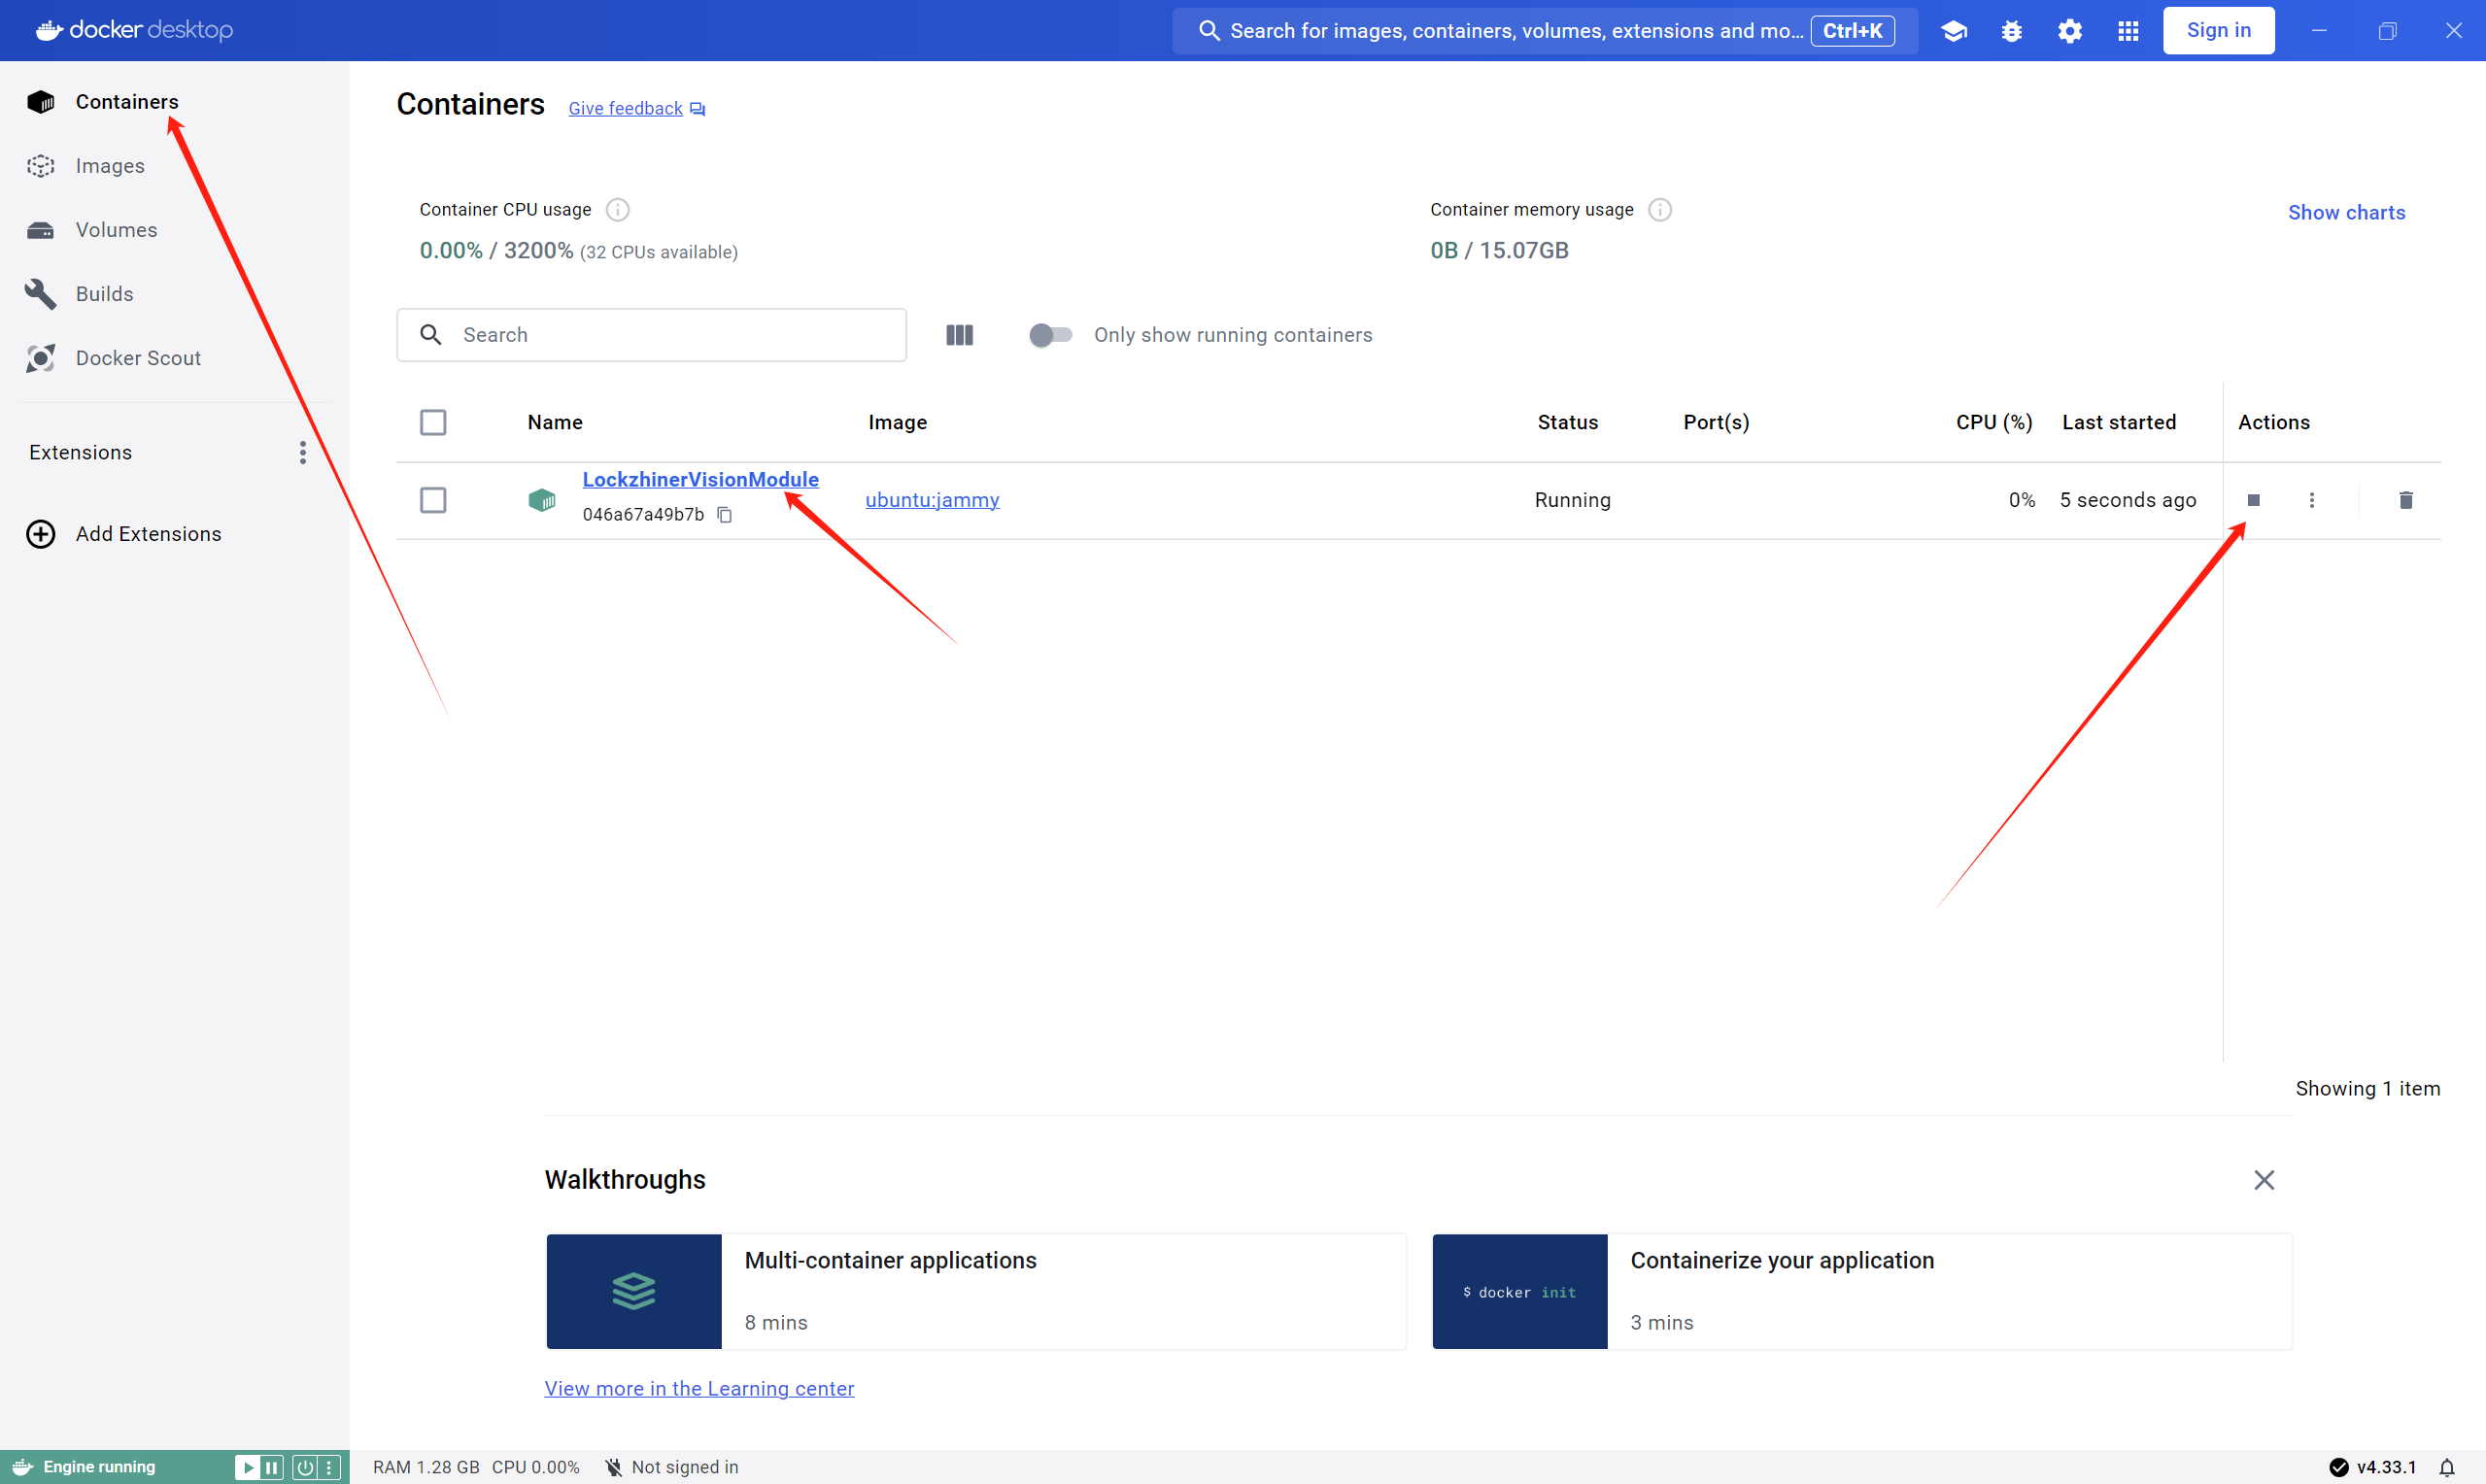 docker desktop
Search for images, containers, volumes, extensions and mo... Ctrl+K
Sign in
Containers
Images
Volumes
Builds
Docker Scout
Extensions
Add Extensions
Containers Give feedback
Container CPU usage
0.00% / 3200% (32 CPUs available)
Container memory usage
0B / 15.07GB
Show charts
Search
Only show running containers
Name Image Status Port(s) CPU (%) Last started Actions
LockzhinerVisionModule
046a67a49b7b
ubuntu:jammy Running 0% 5 seconds ago
Showing 1 item
Walkthroughs
Multi-container applications
8 mins
$ docker init
Containerize your application
3 mins
View more in the Learning center
Engine running
RAM 1.28 GB CPU 0.00% Not signed in
v4.33.1